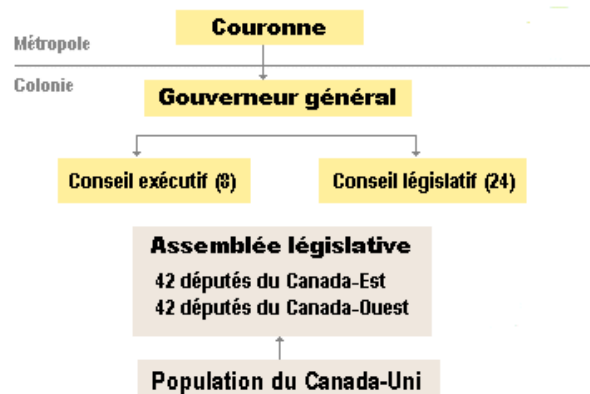 Couronne
Métropole
Colonie
Gouverneur général
Conseil exécutif (8)
Conseil législatif (24)
Assemblée législative
42 députés du Canada-Est
42 députés du Canada-Ouest
Population du Canada-Uni